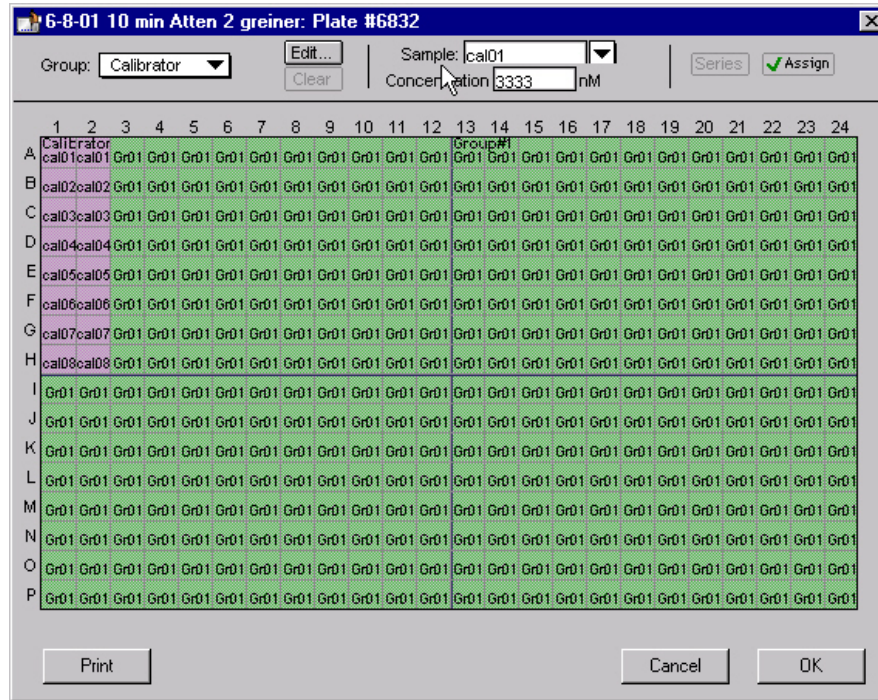 6-8-01 10 min Atten 2 greiner: Plate #6832
Group: Calibrator Edit... Sample: cal01 Series Assign
Clear Concentration 3333 nM
1 2 3 4 5 6 7 8 9 10 11 12 13 14 15 16 17 18 19 20 21 22 23 24
Calibrator Group#1
A cal01 cal01 Gr01 Gr01 Gr01 Gr01 Gr01 Gr01 Gr01 Gr01 Gr01 Gr01 Gr01 Gr01 Gr01 Gr01 Gr01 Gr01 Gr01 Gr01 Gr01 Gr01 Gr01 Gr01
B cal02 cal02 Gr01 Gr01 Gr01 Gr01 Gr01 Gr01 Gr01 Gr01 Gr01 Gr01 Gr01 Gr01 Gr01 Gr01 Gr01 Gr01 Gr01 Gr01 Gr01 Gr01 Gr01 Gr01
C cal03 cal03 Gr01 Gr01 Gr01 Gr01 Gr01 Gr01 Gr01 Gr01 Gr01 Gr01 Gr01 Gr01 Gr01 Gr01 Gr01 Gr01 Gr01 Gr01 Gr01 Gr01 Gr01 Gr01
D cal04 cal04 Gr01 Gr01 Gr01 Gr01 Gr01 Gr01 Gr01 Gr01 Gr01 Gr01 Gr01 Gr01 Gr01 Gr01 Gr01 Gr01 Gr01 Gr01 Gr01 Gr01 Gr01 Gr01
E cal05 cal05 Gr01 Gr01 Gr01 Gr01 Gr01 Gr01 Gr01 Gr01 Gr01 Gr01 Gr01 Gr01 Gr01 Gr01 Gr01 Gr01 Gr01 Gr01 Gr01 Gr01 Gr01 Gr01
F cal06 cal06 Gr01 Gr01 Gr01 Gr01 Gr01 Gr01 Gr01 Gr01 Gr01 Gr01 Gr01 Gr01 Gr01 Gr01 Gr01 Gr01 Gr01 Gr01 Gr01 Gr01 Gr01 Gr01
G cal07 cal07 Gr01 Gr01 Gr01 Gr01 Gr01 Gr01 Gr01 Gr01 Gr01 Gr01 Gr01 Gr01 Gr01 Gr01 Gr01 Gr01 Gr01 Gr01 Gr01 Gr01 Gr01 Gr01
H cal08 cal08 Gr01 Gr01 Gr01 Gr01 Gr01 Gr01 Gr01 Gr01 Gr01 Gr01 Gr01 Gr01 Gr01 Gr01 Gr01 Gr01 Gr01 Gr01 Gr01 Gr01 Gr01 Gr01
I Gr01 Gr01 Gr01 Gr01 Gr01 Gr01 Gr01 Gr01 Gr01 Gr01 Gr01 Gr01 Gr01 Gr01 Gr01 Gr01 Gr01 Gr01 Gr01 Gr01 Gr01 Gr01 Gr01 Gr01
J Gr01 Gr01 Gr01 Gr01 Gr01 Gr01 Gr01 Gr01 Gr01 Gr01 Gr01 Gr01 Gr01 Gr01 Gr01 Gr01 Gr01 Gr01 Gr01 Gr01 Gr01 Gr01 Gr01 Gr01
K Gr01 Gr01 Gr01 Gr01 Gr01 Gr01 Gr01 Gr01 Gr01 Gr01 Gr01 Gr01 Gr01 Gr01 Gr01 Gr01 Gr01 Gr01 Gr01 Gr01 Gr01 Gr01 Gr01 Gr01
L Gr01 Gr01 Gr01 Gr01 Gr01 Gr01 Gr01 Gr01 Gr01 Gr01 Gr01 Gr01 Gr01 Gr01 Gr01 Gr01 Gr01 Gr01 Gr01 Gr01 Gr01 Gr01 Gr01 Gr01
M Gr01 Gr01 Gr01 Gr01 Gr01 Gr01 Gr01 Gr01 Gr01 Gr01 Gr01 Gr01 Gr01 Gr01 Gr01 Gr01 Gr01 Gr01 Gr01 Gr01 Gr01 Gr01 Gr01 Gr01
N Gr01 Gr01 Gr01 Gr01 Gr01 Gr01 Gr01 Gr01 Gr01 Gr01 Gr01 Gr01 Gr01 Gr01 Gr01 Gr01 Gr01 Gr01 Gr01 Gr01 Gr01 Gr01 Gr01 Gr01
O Gr01 Gr01 Gr01 Gr01 Gr01 Gr01 Gr01 Gr01 Gr01 Gr01 Gr01 Gr01 Gr01 Gr01 Gr01 Gr01 Gr01 Gr01 Gr01 Gr01 Gr01 Gr01 Gr01 Gr01
P Gr01 Gr01 Gr01 Gr01 Gr01 Gr01 Gr01 Gr01 Gr01 Gr01 Gr01 Gr01 Gr01 Gr01 Gr01 Gr01 Gr01 Gr01 Gr01 Gr01 Gr01 Gr01 Gr01 Gr01
Print Cancel OK